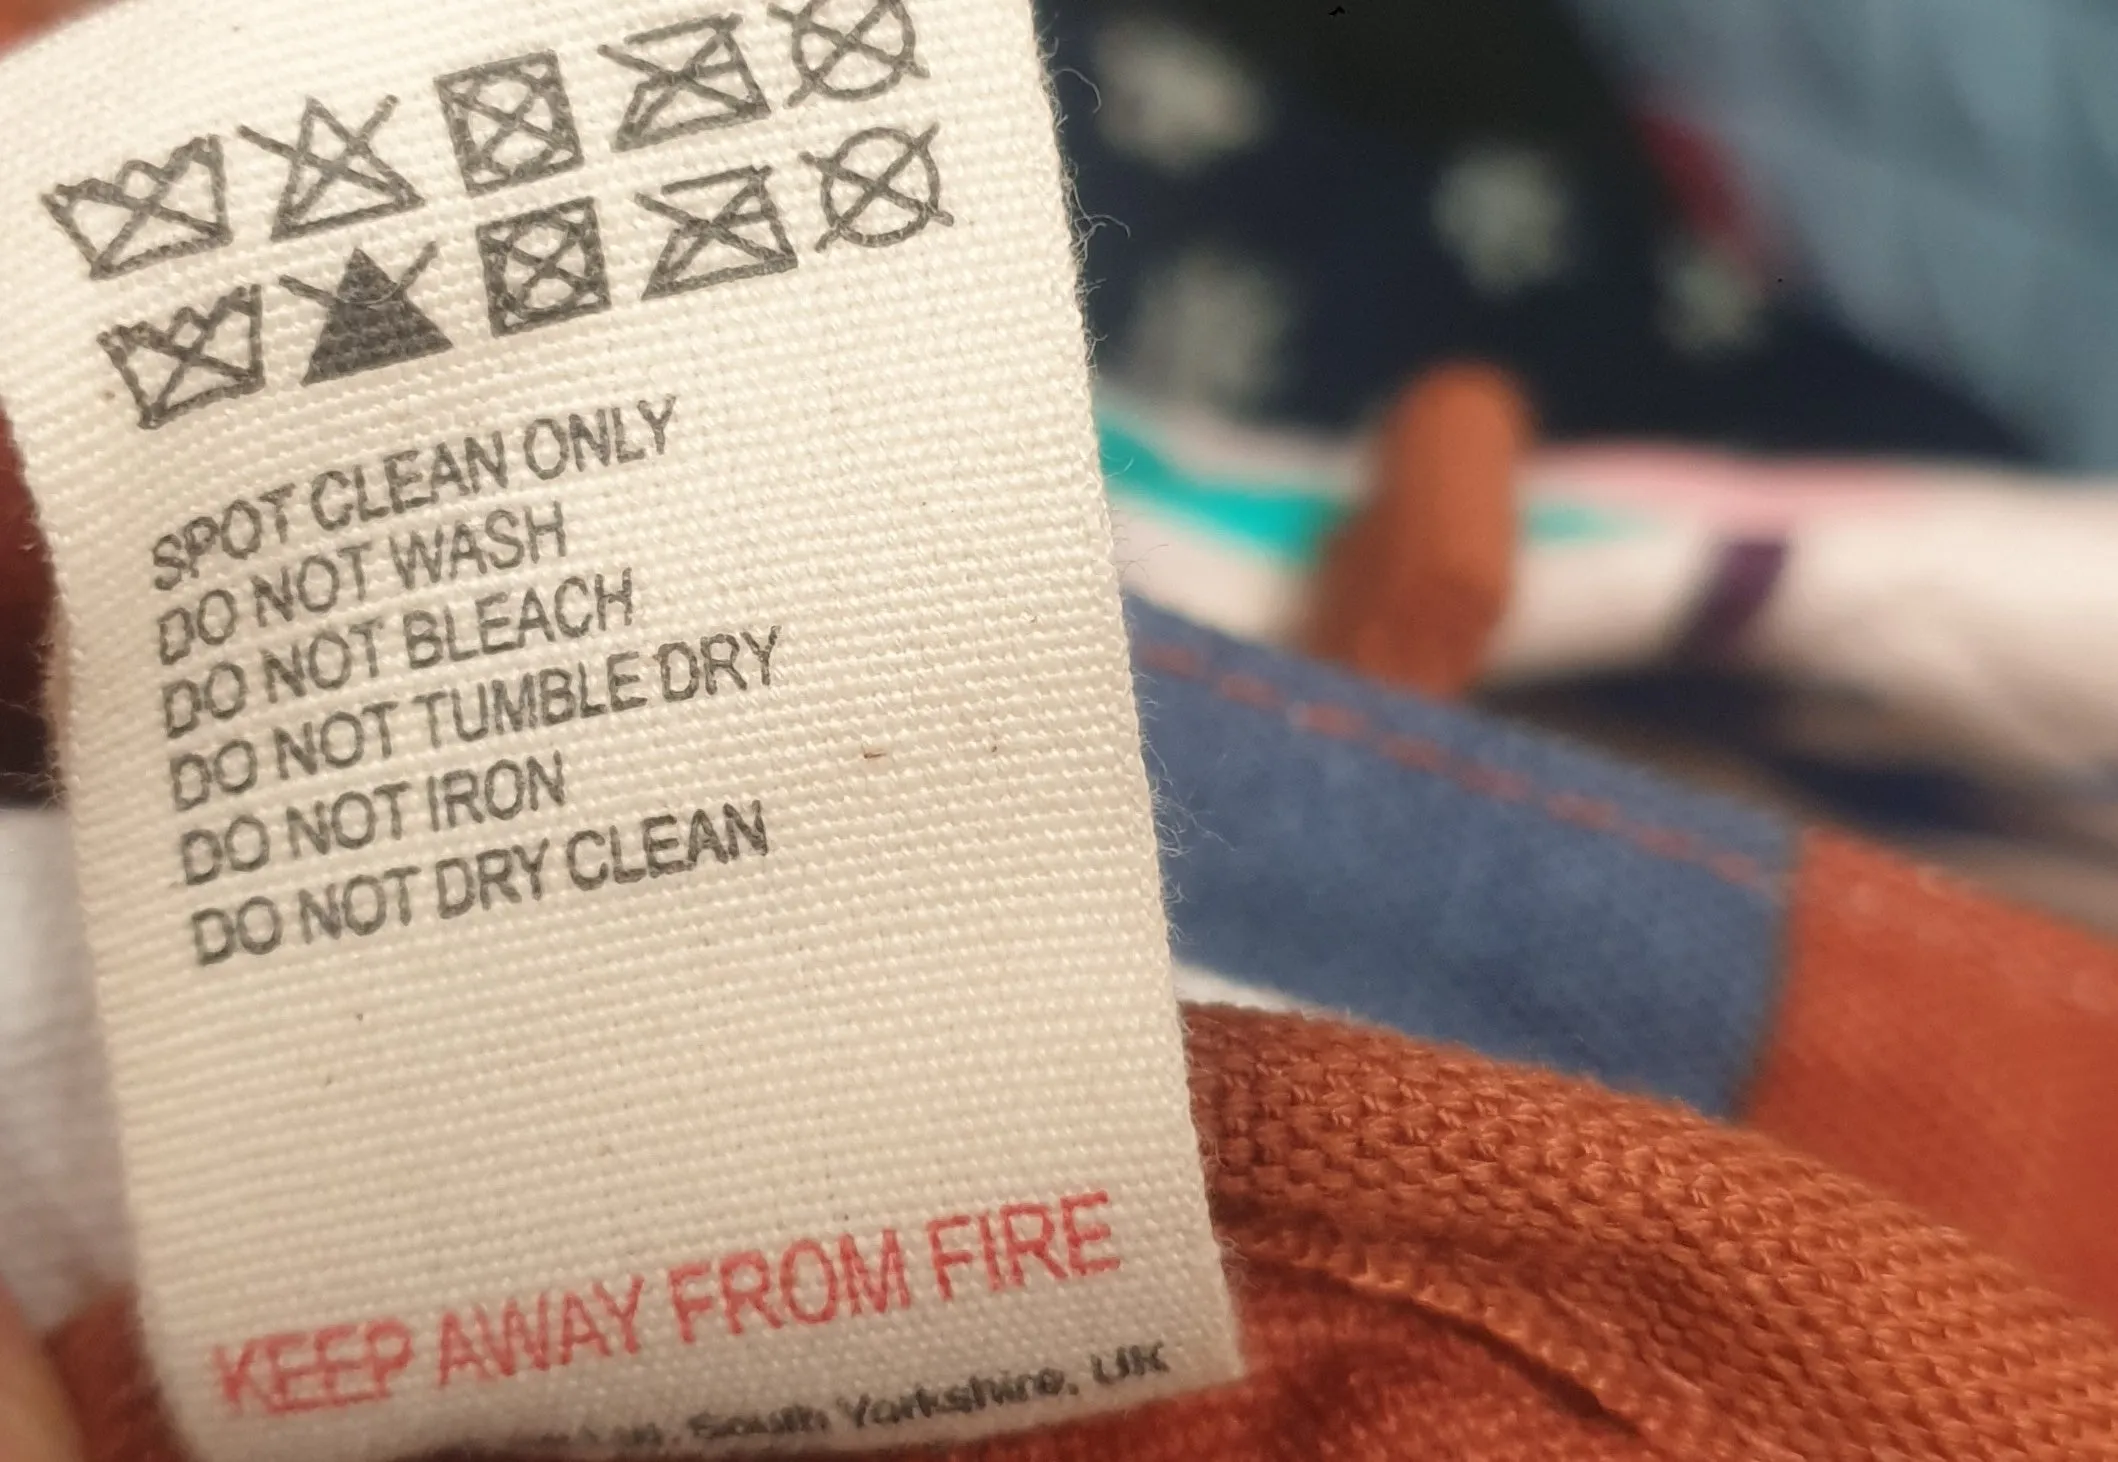 SPOT CLEAN ONLY
DO NOT WASH
DO NOT BLEACH
DO NOT TUMBLE DRY
DO NOT IRON
DO NOT DRY CLEAN
KEEP AWAY FROM FIRE
South Yorkshire, UK